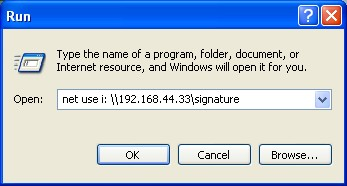 Run
Type the name of a program, folder, document, or
Internet resource, and Windows will open it for you.
Open: net use i: \\192.168.44.33\signature
OK Cancel Browse...